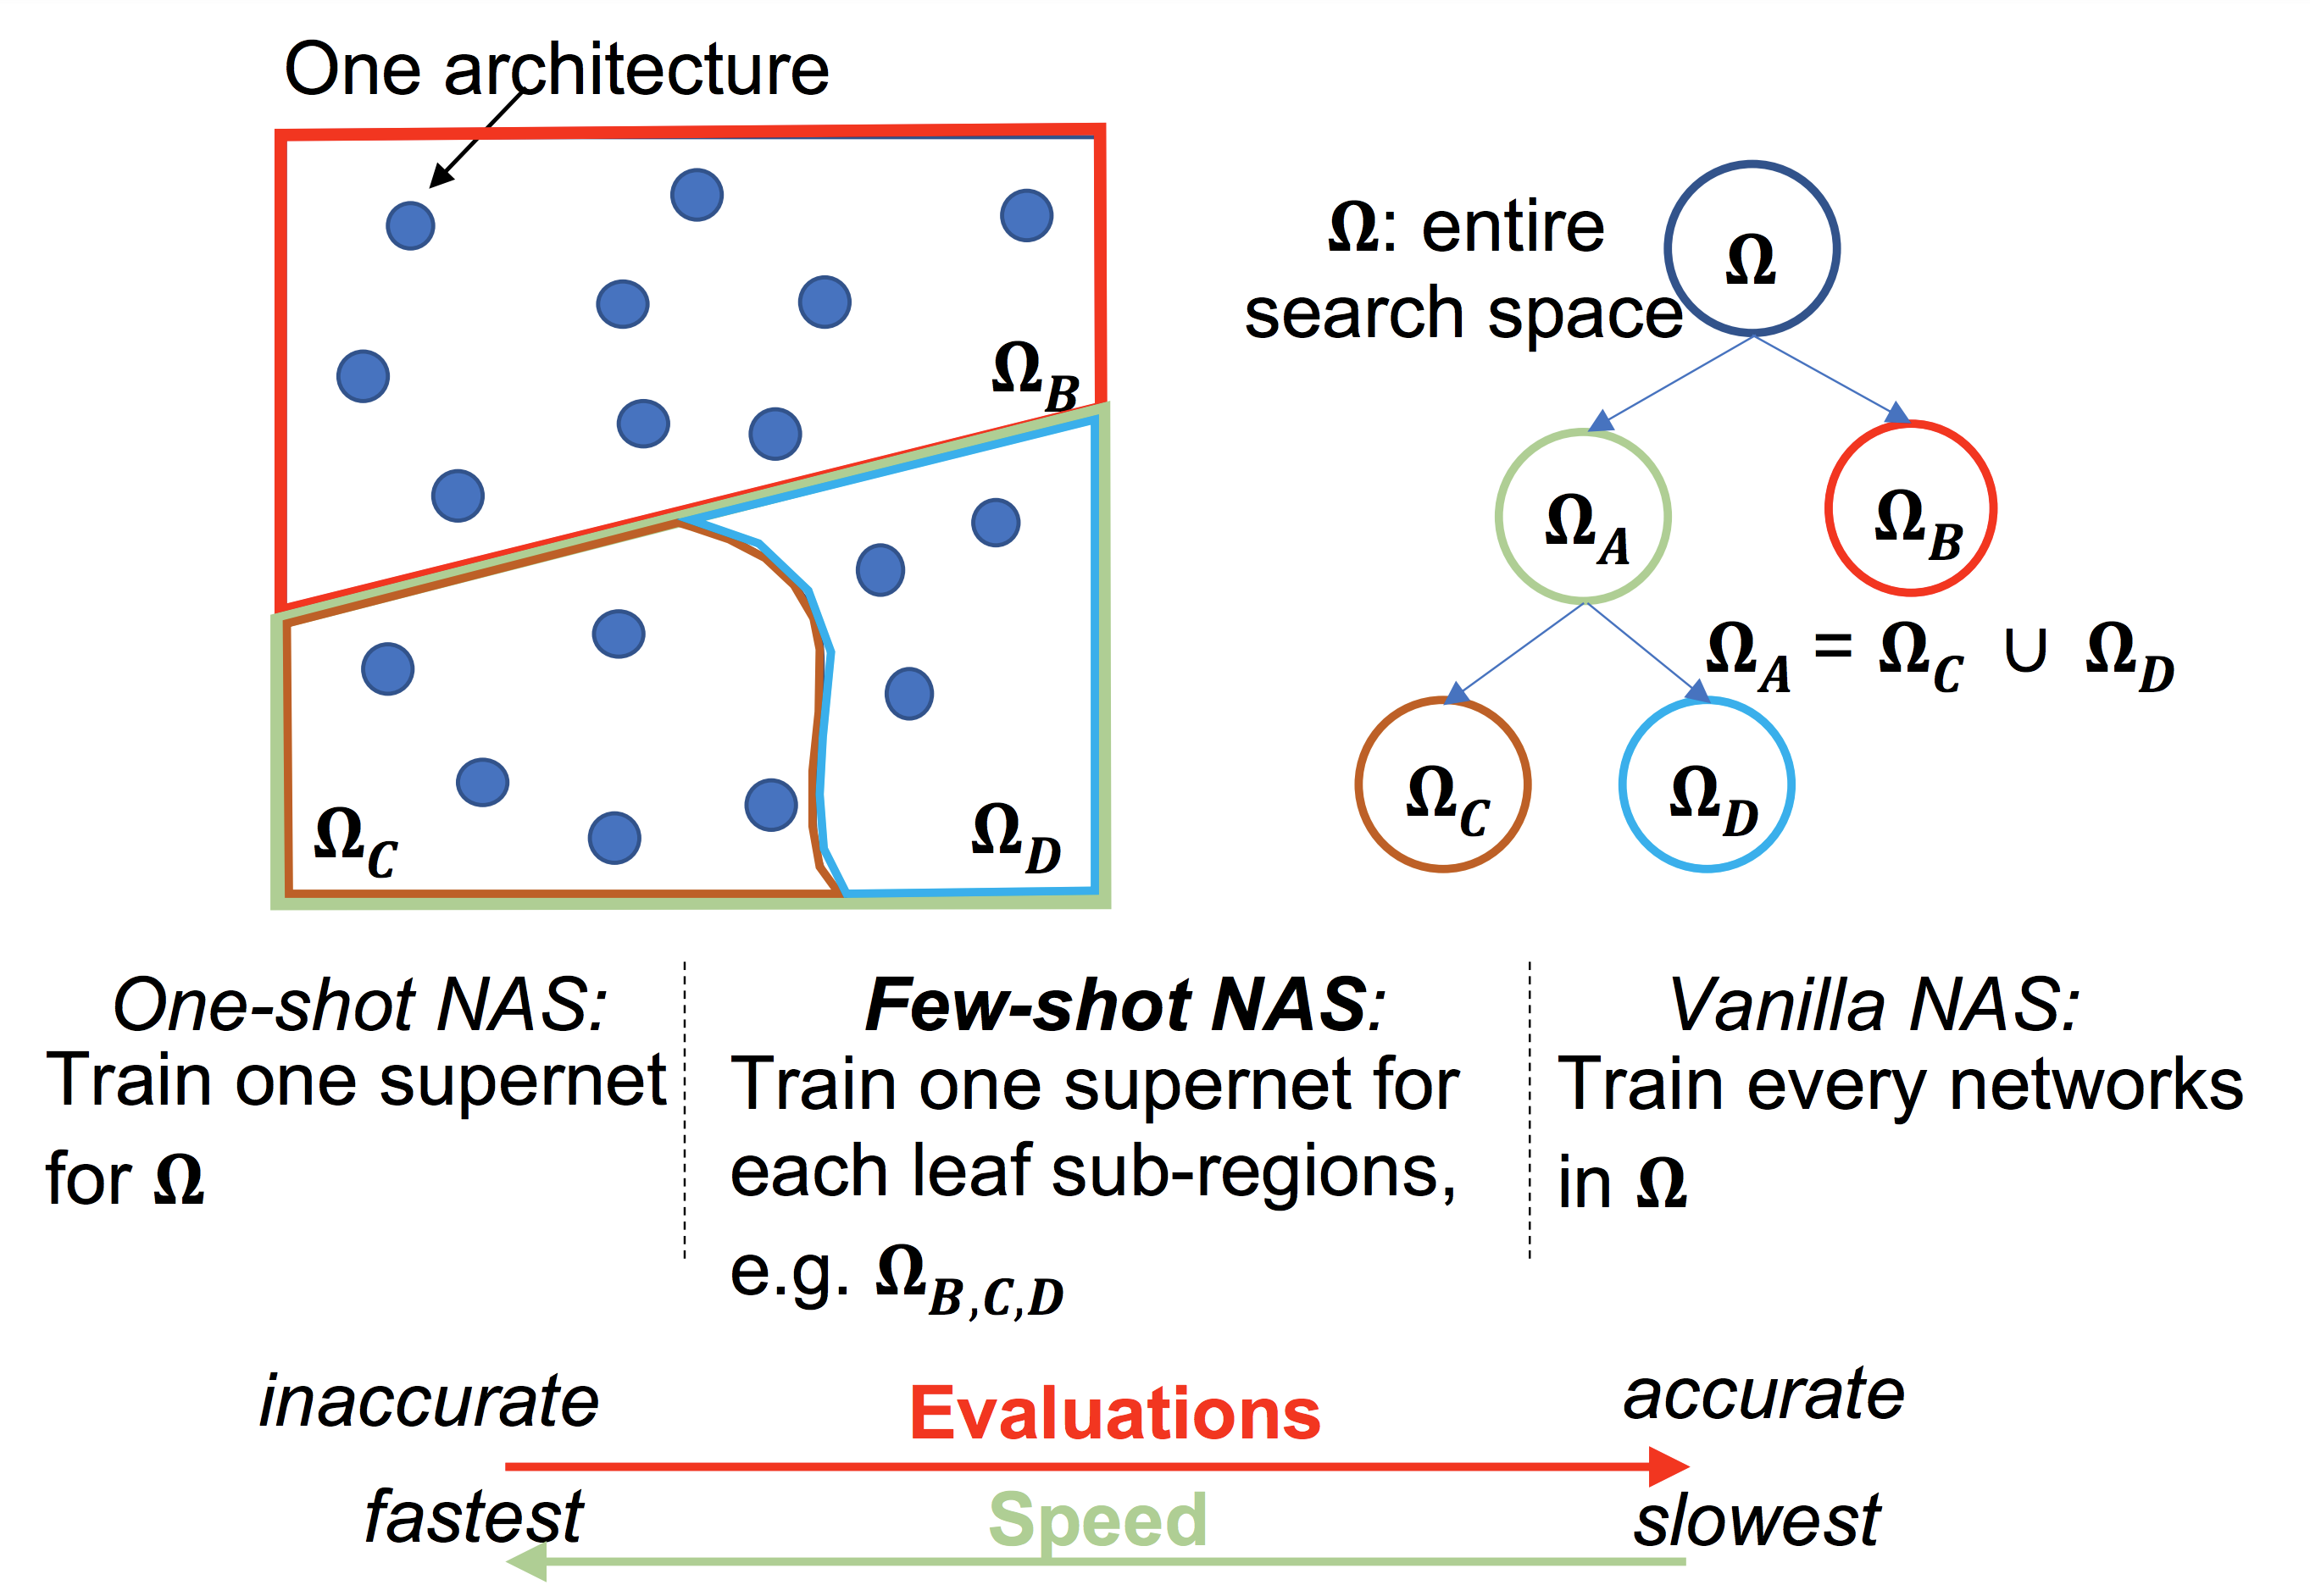 One architecture
Ω: entire
search space
Ω
Ω_B
Ω_A
Ω_B
Ω_A = Ω_C ∪ Ω_D
Ω_C
Ω_D
Ω_C
Ω_D
One-shot NAS:
Train one supernet
for Ω
Few-shot NAS:
Train one supernet for
each leaf sub-regions,
e.g. Ω_B,C,D
Vanilla NAS:
Train every networks
in Ω
inaccurate
Evaluations
accurate
fastest
Speed
slowest